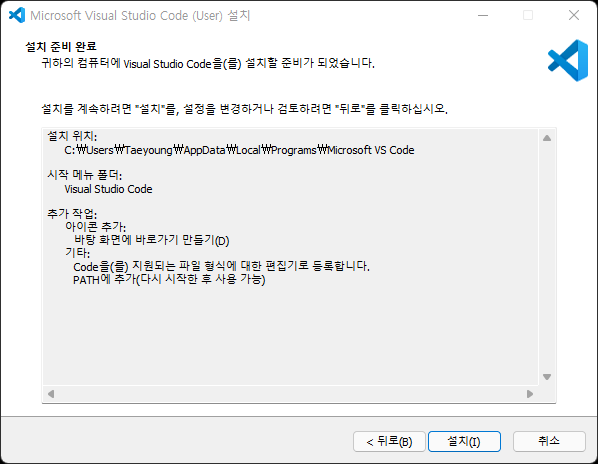 Microsoft Visual Studio Code (User) 설치
설치 준비 완료
귀하의 컴퓨터에 Visual Studio Code을(를) 설치할 준비가 되었습니다.
설치를 계속하려면 "설치"를, 설정을 변경하거나 검토하려면 "뒤로"를 클릭하십시오.
설치 위치:
C:₩Users₩Taeyoung₩AppData₩Local₩Programs₩Microsoft VS Code
시작 메뉴 폴더:
Visual Studio Code
추가 작업:
아이콘 추가:
바탕 화면에 바로가기 만들기(D)
기타:
Code을(를) 지원되는 파일 형식에 대한 편집기로 등록합니다.
PATH에 추가(다시 시작한 후 사용 가능)
< 뒤로(B) 설치(I) 취소